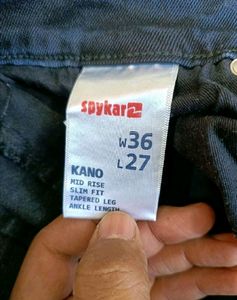 spykar
W36
L27
KANO
MID RISE
SLIM FIT
TAPERED LEG
ANKLE LENGTH